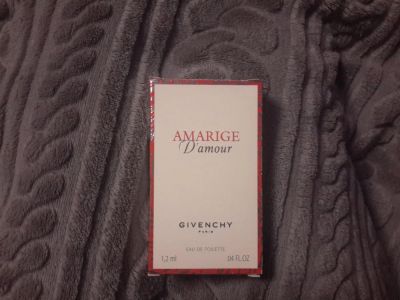 AMARIGE
D'amour
GIVENCHY
PARIS
EAU DE TOILETTE
1,2 ml .04 FL.OZ